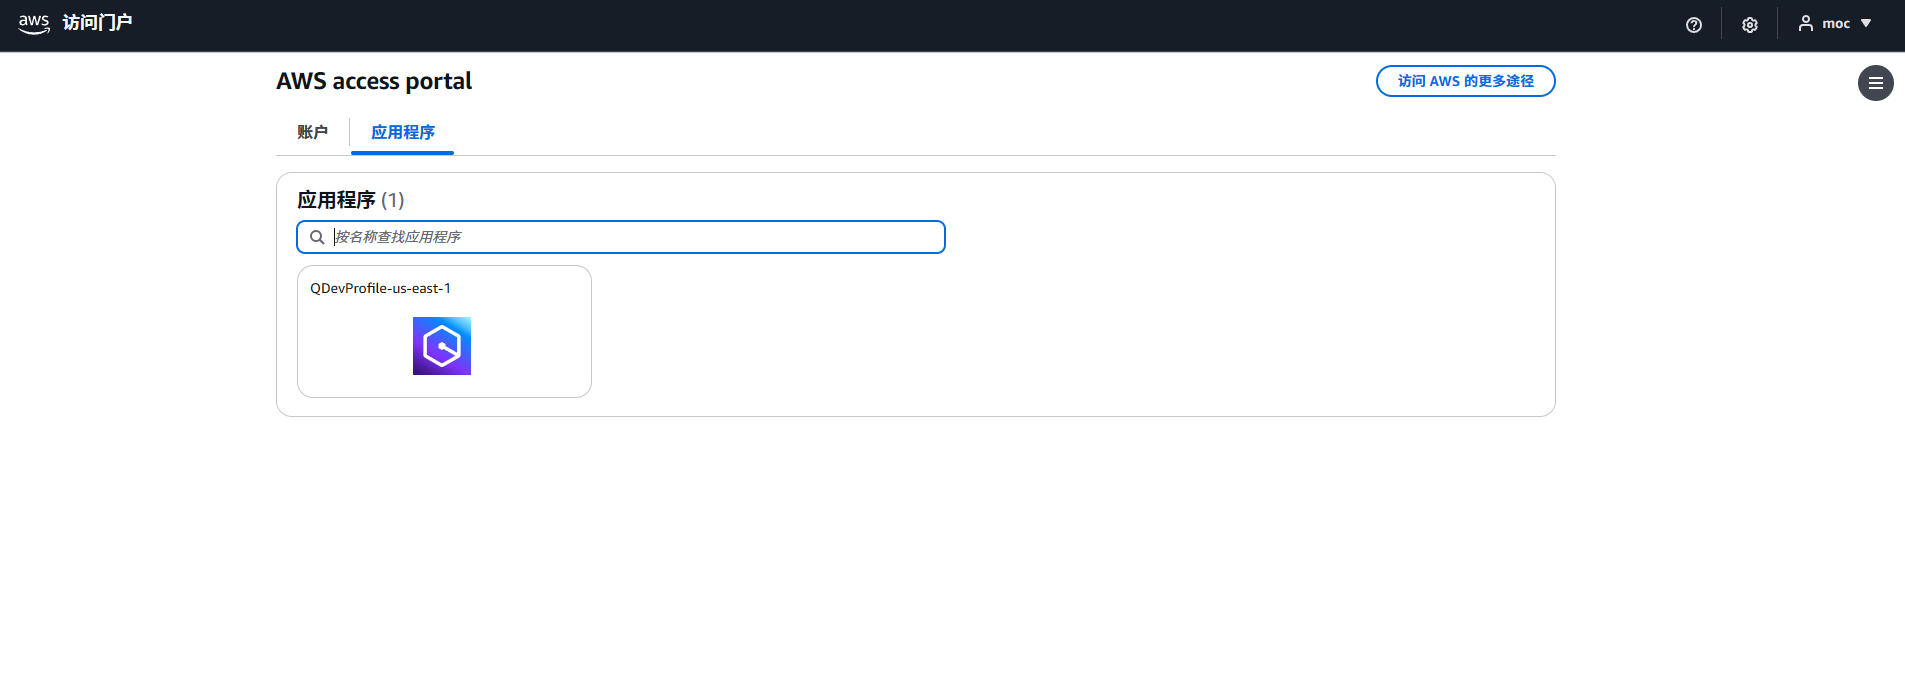 aws 访问门户
moc
AWS access portal
访问 AWS 的更多途径
账户
应用程序
应用程序 (1)
按名称查找应用程序
QDevProfile-us-east-1